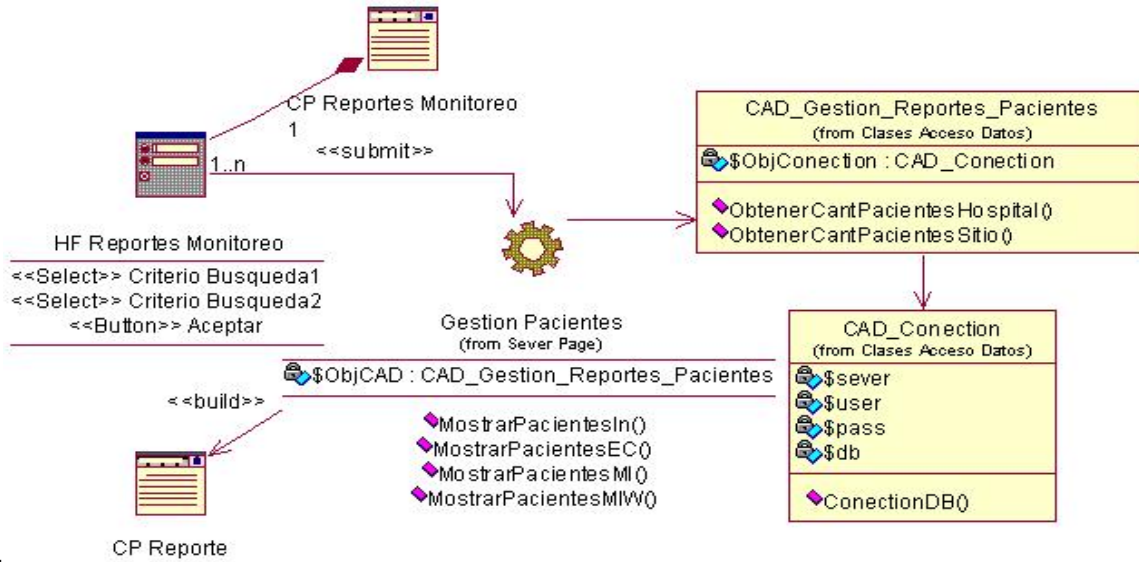 CP Reportes Monitoreo
1
<<submit>>
1..n
HF Reportes Monitoreo
<<Select>> Criterio Busqueda1
<<Select>> Criterio Busqueda2
<<Button>> Aceptar
CAD_Gestion_Reportes_Pacientes
(from Clases Acceso Datos)
$ObjConection : CAD_Conection
ObtenerCantPacientesHospital()
ObtenerCantPacientesSitio()
Gestion Pacientes
(from Sever Page)
$ObjCAD : CAD_Gestion_Reportes_Pacientes
MostrarPacientesIn()
MostrarPacientesEC()
MostrarPacientesMI()
MostrarPacientesMIW()
CAD_Conection
(from Clases Acceso Datos)
$sever
$user
$pass
$db
ConectionDB()
<<build>>
CP Reporte